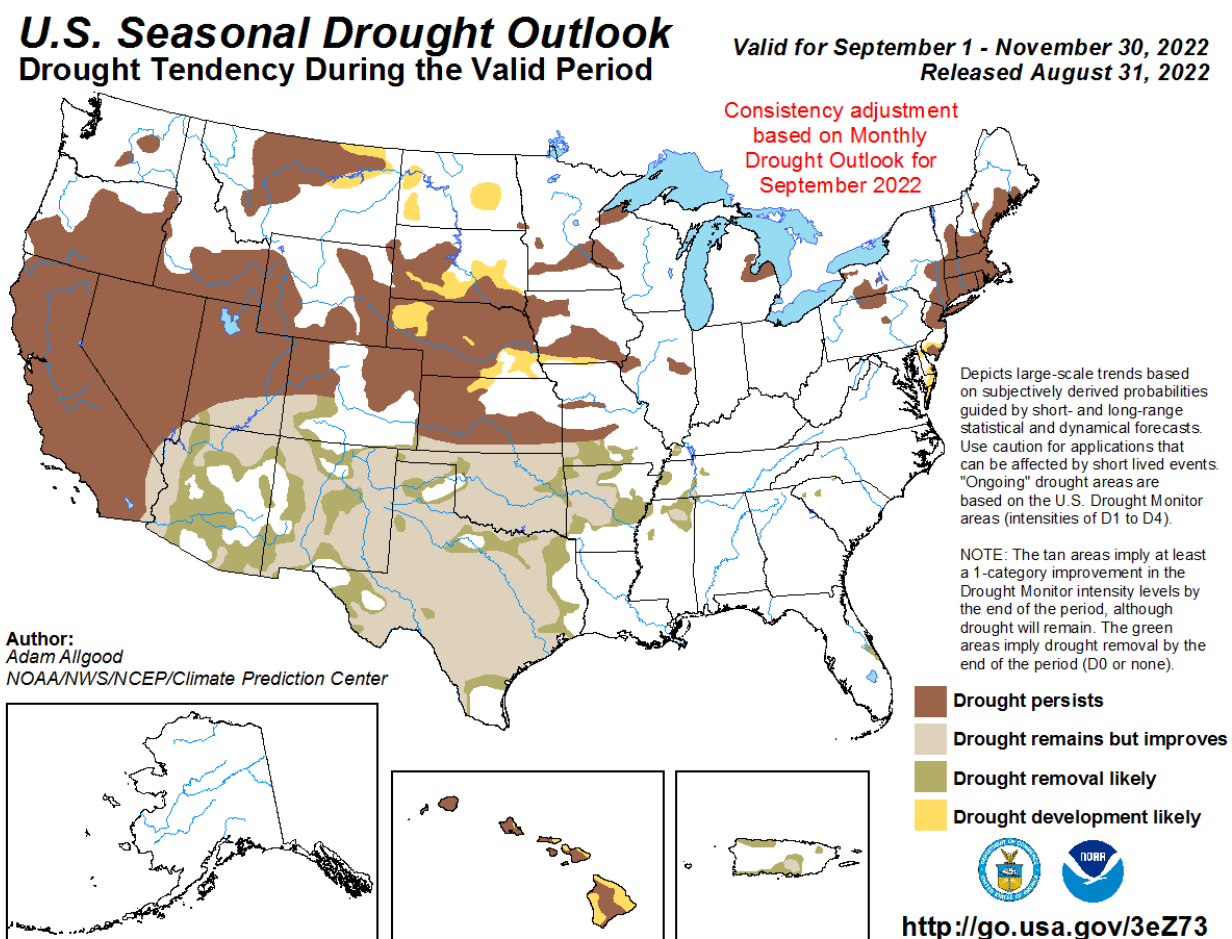 U.S. Seasonal Drought Outlook
Drought Tendency During the Valid Period
Valid for September 1 - November 30, 2022
Released August 31, 2022
Consistency adjustment
based on Monthly
Drought Outlook for
September 2022
Depicts large-scale trends based
on subjectively derived probabilities
guided by short- and long-range
statistical and dynamical forecasts.
Use caution for applications that
can be affected by short lived events.
"Ongoing" drought areas are
based on the U.S. Drought Monitor
areas (intensities of D1 to D4).
NOTE: The tan areas imply at least
a 1-category improvement in the
Drought Monitor intensity levels by
the end of the period, although
drought will remain. The green
areas imply drought removal by the
end of the period (D0 or none).
Author:
Adam Allgood
NOAA/NWS/NCEP/Climate Prediction Center
Drought persists
Drought remains but improves
Drought removal likely
Drought development likely
NOAA
http://go.usa.gov/3eZ73